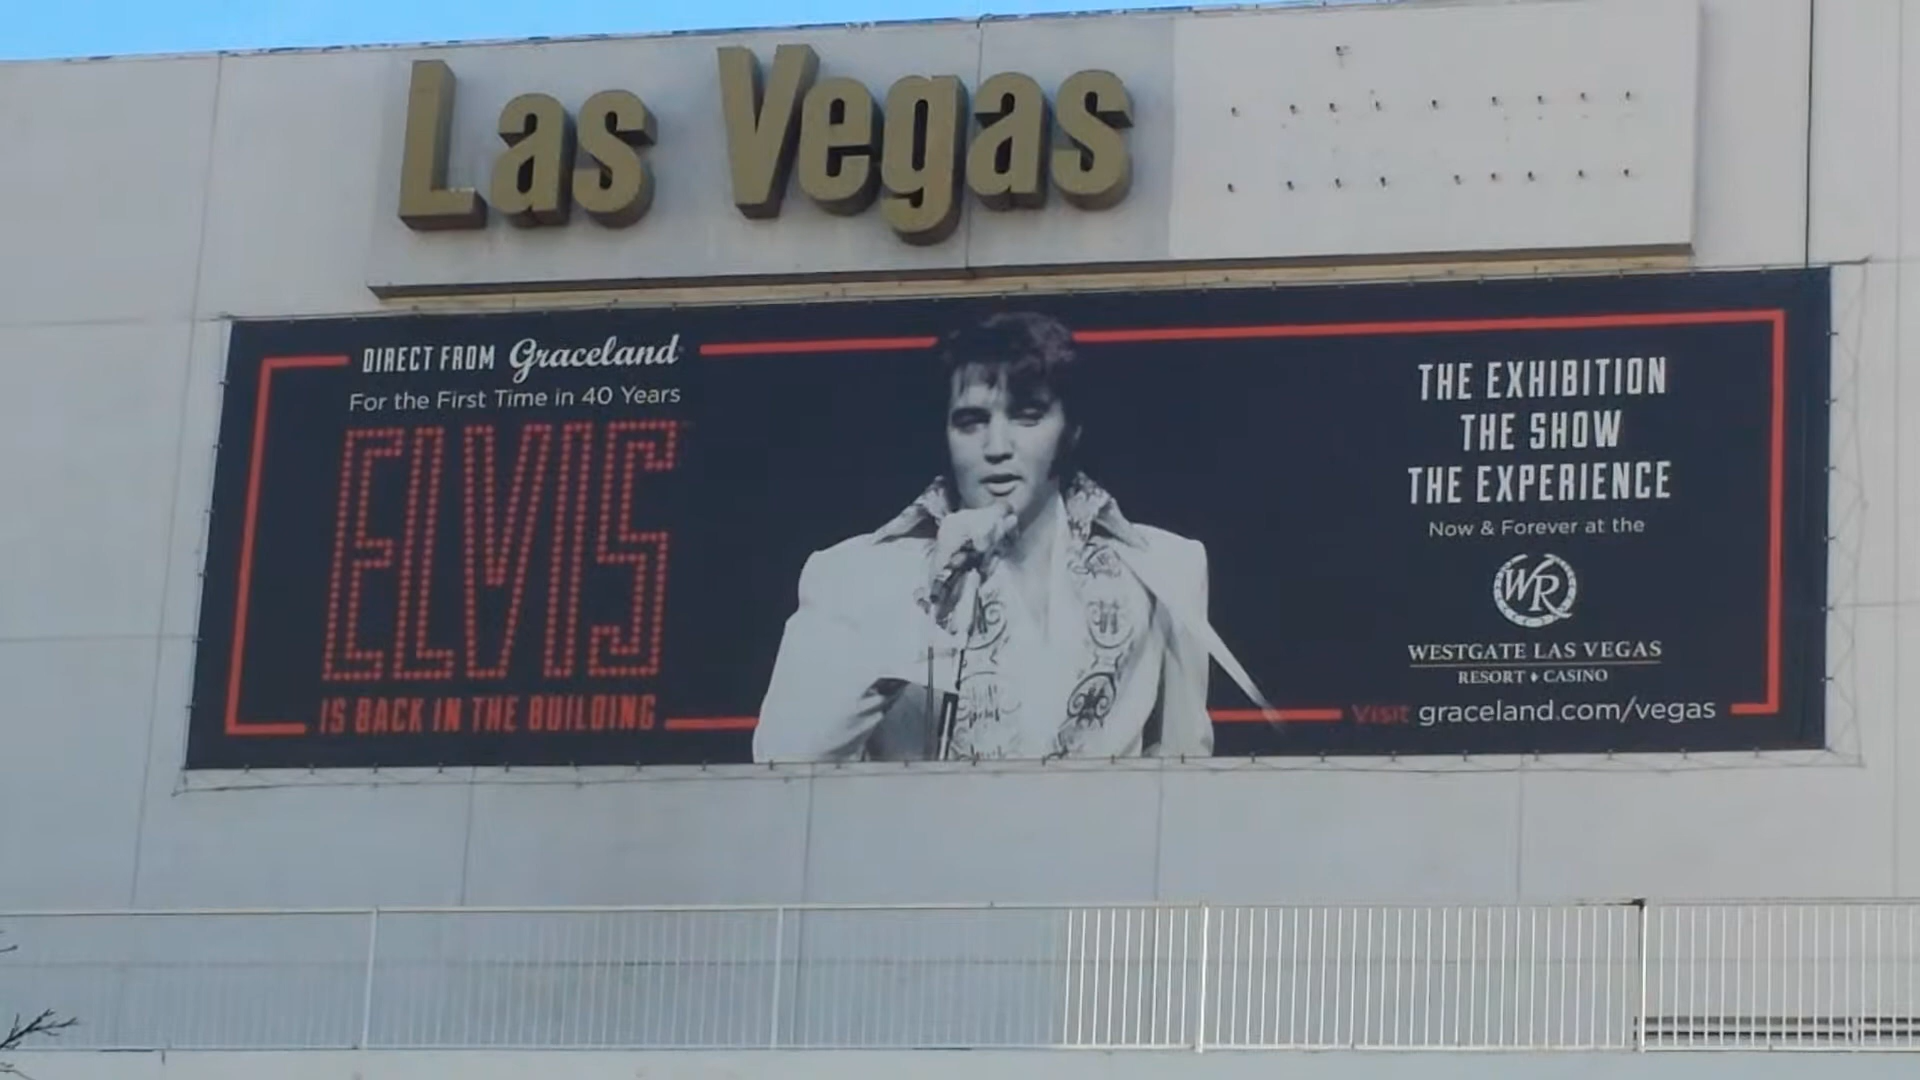 Las Vegas
DIRECT FROM Graceland
For the First Time in 40 Years
ELVIS
IS BACK IN THE BUILDING
THE EXHIBITION
THE SHOW
THE EXPERIENCE
Now & Forever at the
WR
WESTGATE LAS VEGAS
RESORT ♦ CASINO
Visit graceland.com/vegas